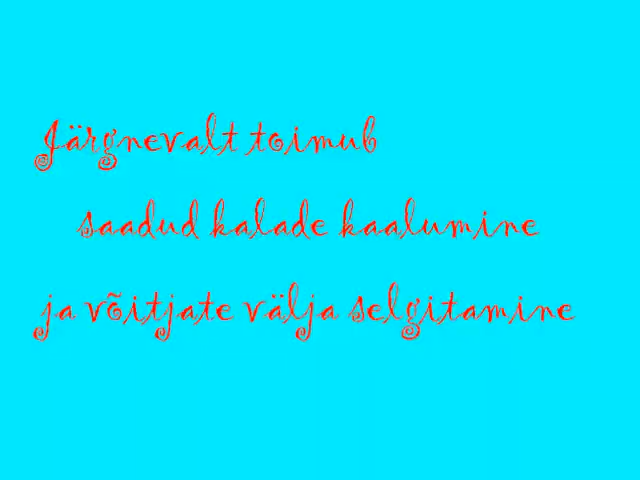 Järgnevalt toimub
saadud kalade kaalumine
ja võitjate välja selgitamine